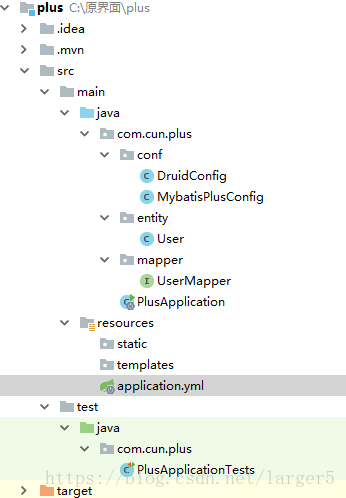 plus C:\原界面\plus
.idea
.mvn
src
main
java
com.cun.plus
conf
DruidConfig
MybatisPlusConfig
entity
User
mapper
UserMapper
PlusApplication
resources
static
templates
application.yml
test
java
com.cun.plus
PlusApplicationTests
https://blog.csdn.net/larger5
target